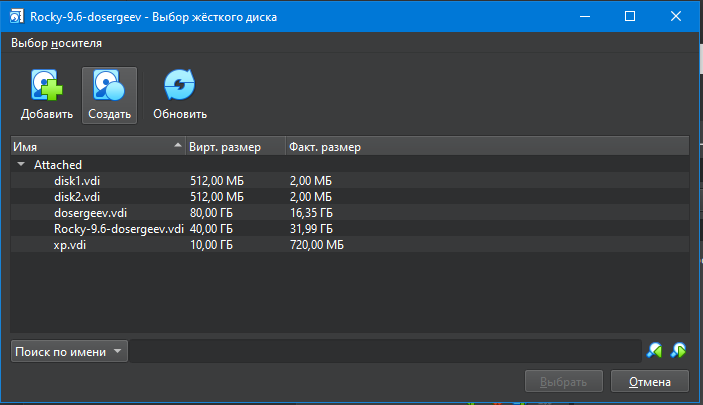 Rocky-9.6-dosergeev - Выбор жёсткого диска
Выбор носителя
Добавить Создать Обновить
Имя Вирт. размер Факт. размер
Attached
disk1.vdi 512,00 МБ 2,00 МБ
disk2.vdi 512,00 МБ 2,00 МБ
dosergeev.vdi 80,00 ГБ 16,35 ГБ
Rocky-9.6-dosergeev.vdi 40,00 ГБ 31,99 ГБ
xp.vdi 10,00 ГБ 720,00 МБ
Поиск по имени
Выбрать Отмена